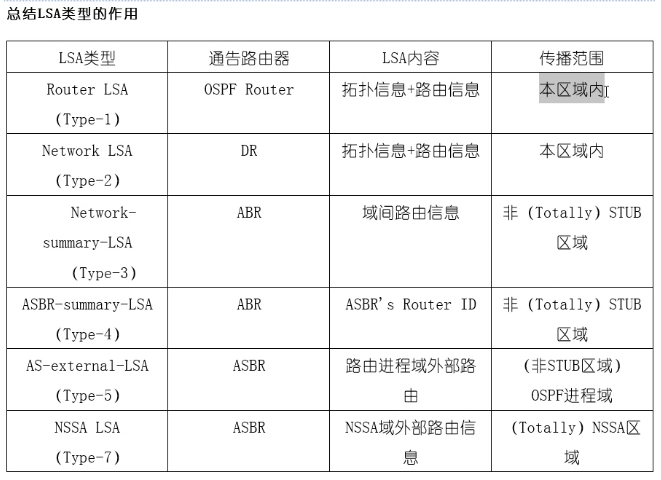 总结LSA类型的作用
LSA类型 通告路由器 LSA内容 传播范围
Router LSA OSPF Router 拓扑信息+路由信息 本区域内
(Type-1)
Network LSA DR 拓扑信息+路由信息 本区域内
(Type-2)
Network- ABR 域间路由信息 非 (Totally) STUB
summary-LSA 区域
(Type-3)
ASBR-summary-LSA ABR ASBR's Router ID 非 (Totally) STUB
(Type-4) 区域
AS-external-LSA ASBR 路由进程域外部路 (非STUB区域)
(Type-5) 由 OSPF进程域
NSSA LSA ASBR NSSA域外部路由信 (Totally) NSSA区
(Type-7) 息 域